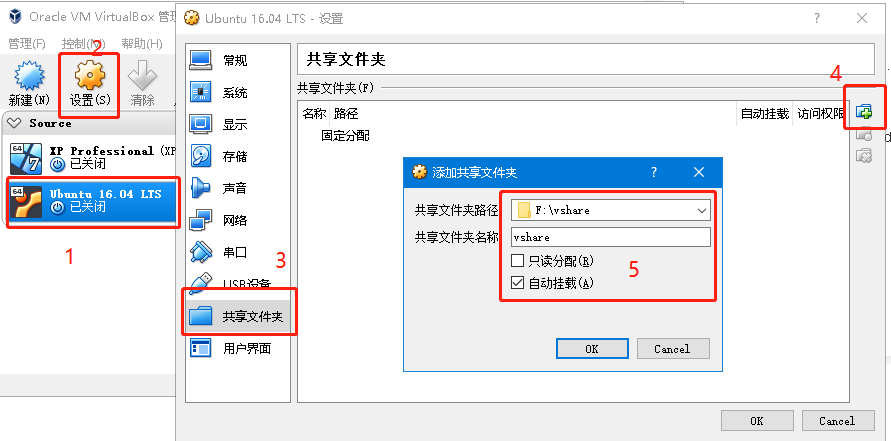 Oracle VM VirtualBox 管理
管理(F) 控制(M) 帮助(H)
2
新建(N) 设置(S) 清除
Source
64
XP Professional (XP
已关闭
64
Ubuntu 16.04 LTS
已关闭
1
Ubuntu 16.04 LTS - 设置
?
常规
系统
显示
存储
声音
网络
串口
3
USB设备
共享文件夹
用户界面
共享文件夹
共享文件夹(F)
4
名称 路径 自动挂载 访问权限
固定分配
添加共享文件夹
?
共享文件夹路径
F:\vshare
共享文件夹名称
vshare
只读分配(R)
5
自动挂载(A)
OK Cancel
OK Cancel